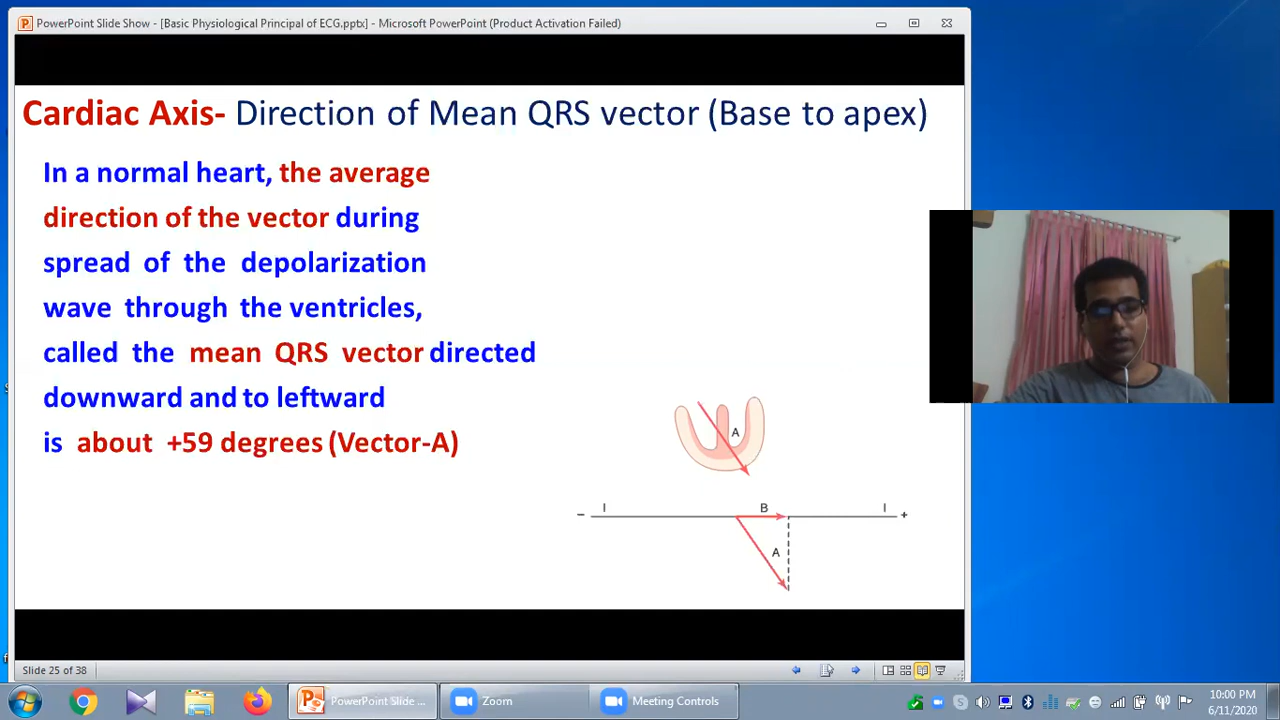 PowerPoint Slide Show - [Basic Physiological Principal of ECG.pptx] - Microsoft PowerPoint (Product Activation Failed)
Cardiac Axis- Direction of Mean QRS vector (Base to apex)
In a normal heart, the average
direction of the vector during
spread of the depolarization
wave through the ventricles,
called the mean QRS vector directed
downward and to leftward
is about +59 degrees (Vector-A)
A
I B I
- +
A
Slide 25 of 38
PowerPoint Slide ... Zoom Meeting Controls
10:00 PM
6/11/2020